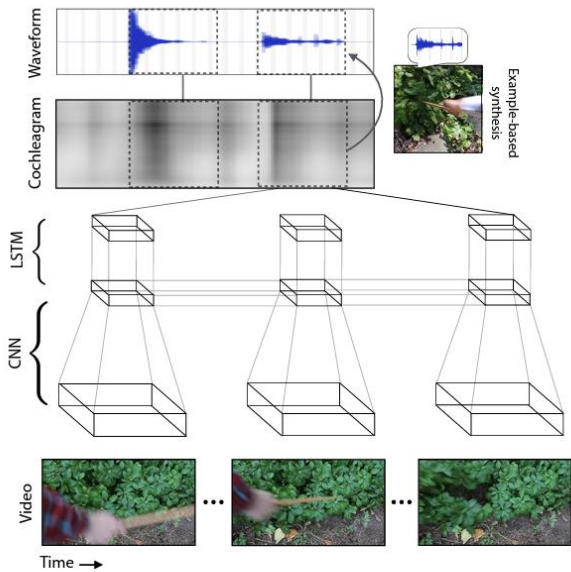 Waveform
Cochleagram
Example-based
synthesis
LSTM
CNN
Video
... ...
Time →